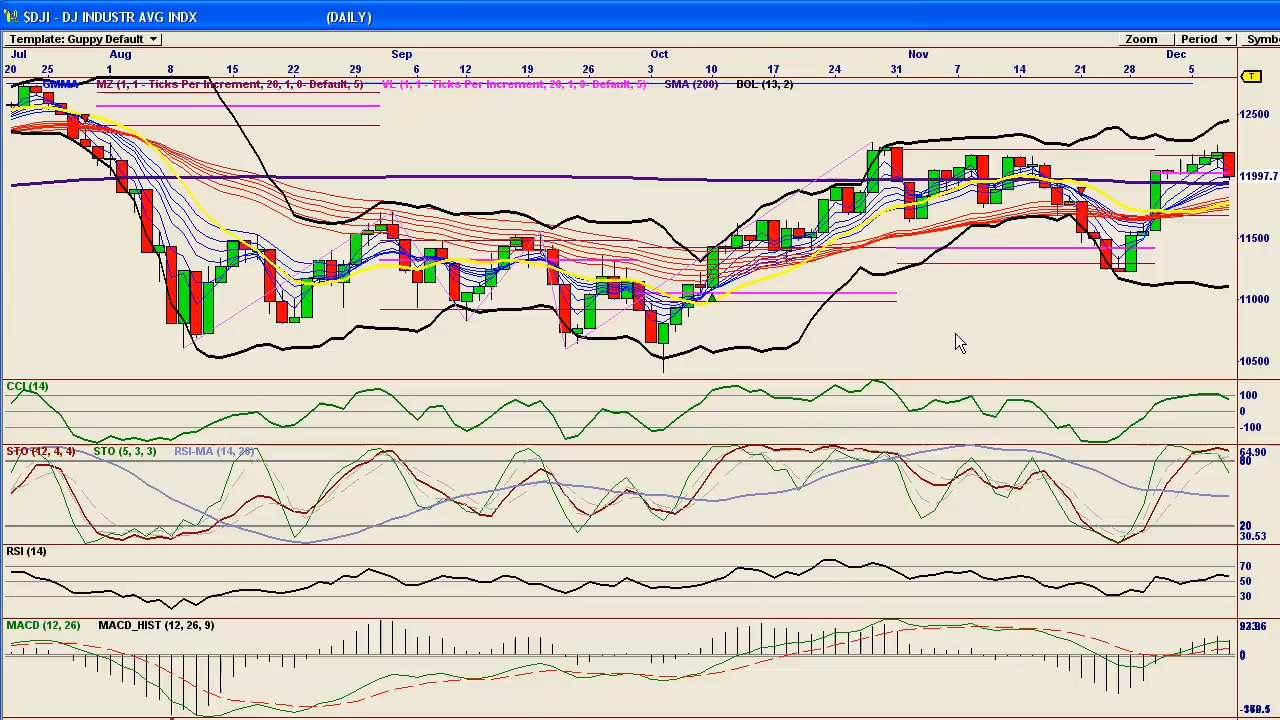 $DJI - DJ INDUSTR AVG INDX (DAILY)
Template: Guppy Default Zoom Period Symbo
Jul Aug Sep Oct Nov Dec
20 25 1 8 15 22 29 6 12 19 26 3 10 17 24 31 7 14 21 28 5
GMMA MZ (1, 1 - Ticks Per Increment, 20, 1, 0- Default, 5) VL (1, 1 - Ticks Per Increment, 20, 1, 0- Default, 5) SMA (200) BOL (13, 2)
T
12500
11997.7
11500
11000
10500
CCI (14)
100
0
-100
STO (12, 4, 4) STO (5, 3, 3) RSI-MA (14, 20)
64.90
80
20
30.53
RSI (14)
70
50
30
MACD (12, 26) MACD_HIST (12, 26, 9)
0